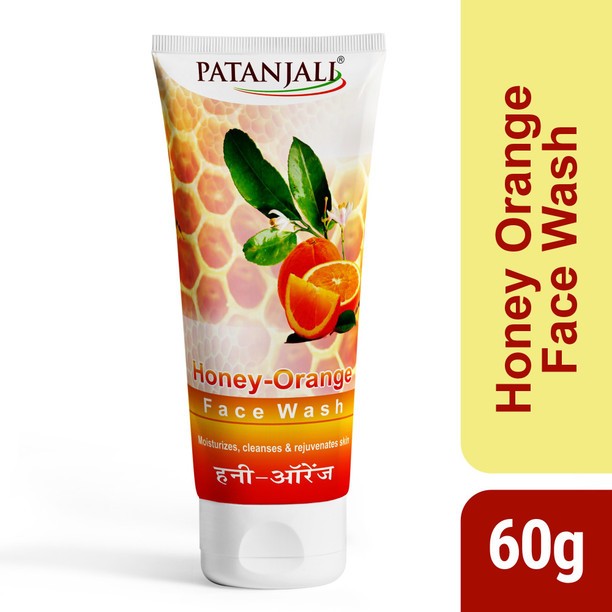 PATANJALI®
Honey-Orange
Face Wash
Moisturizes, cleanses & rejuvenates skin
हनी-ऑरेंज
Honey Orange
Face Wash
60g